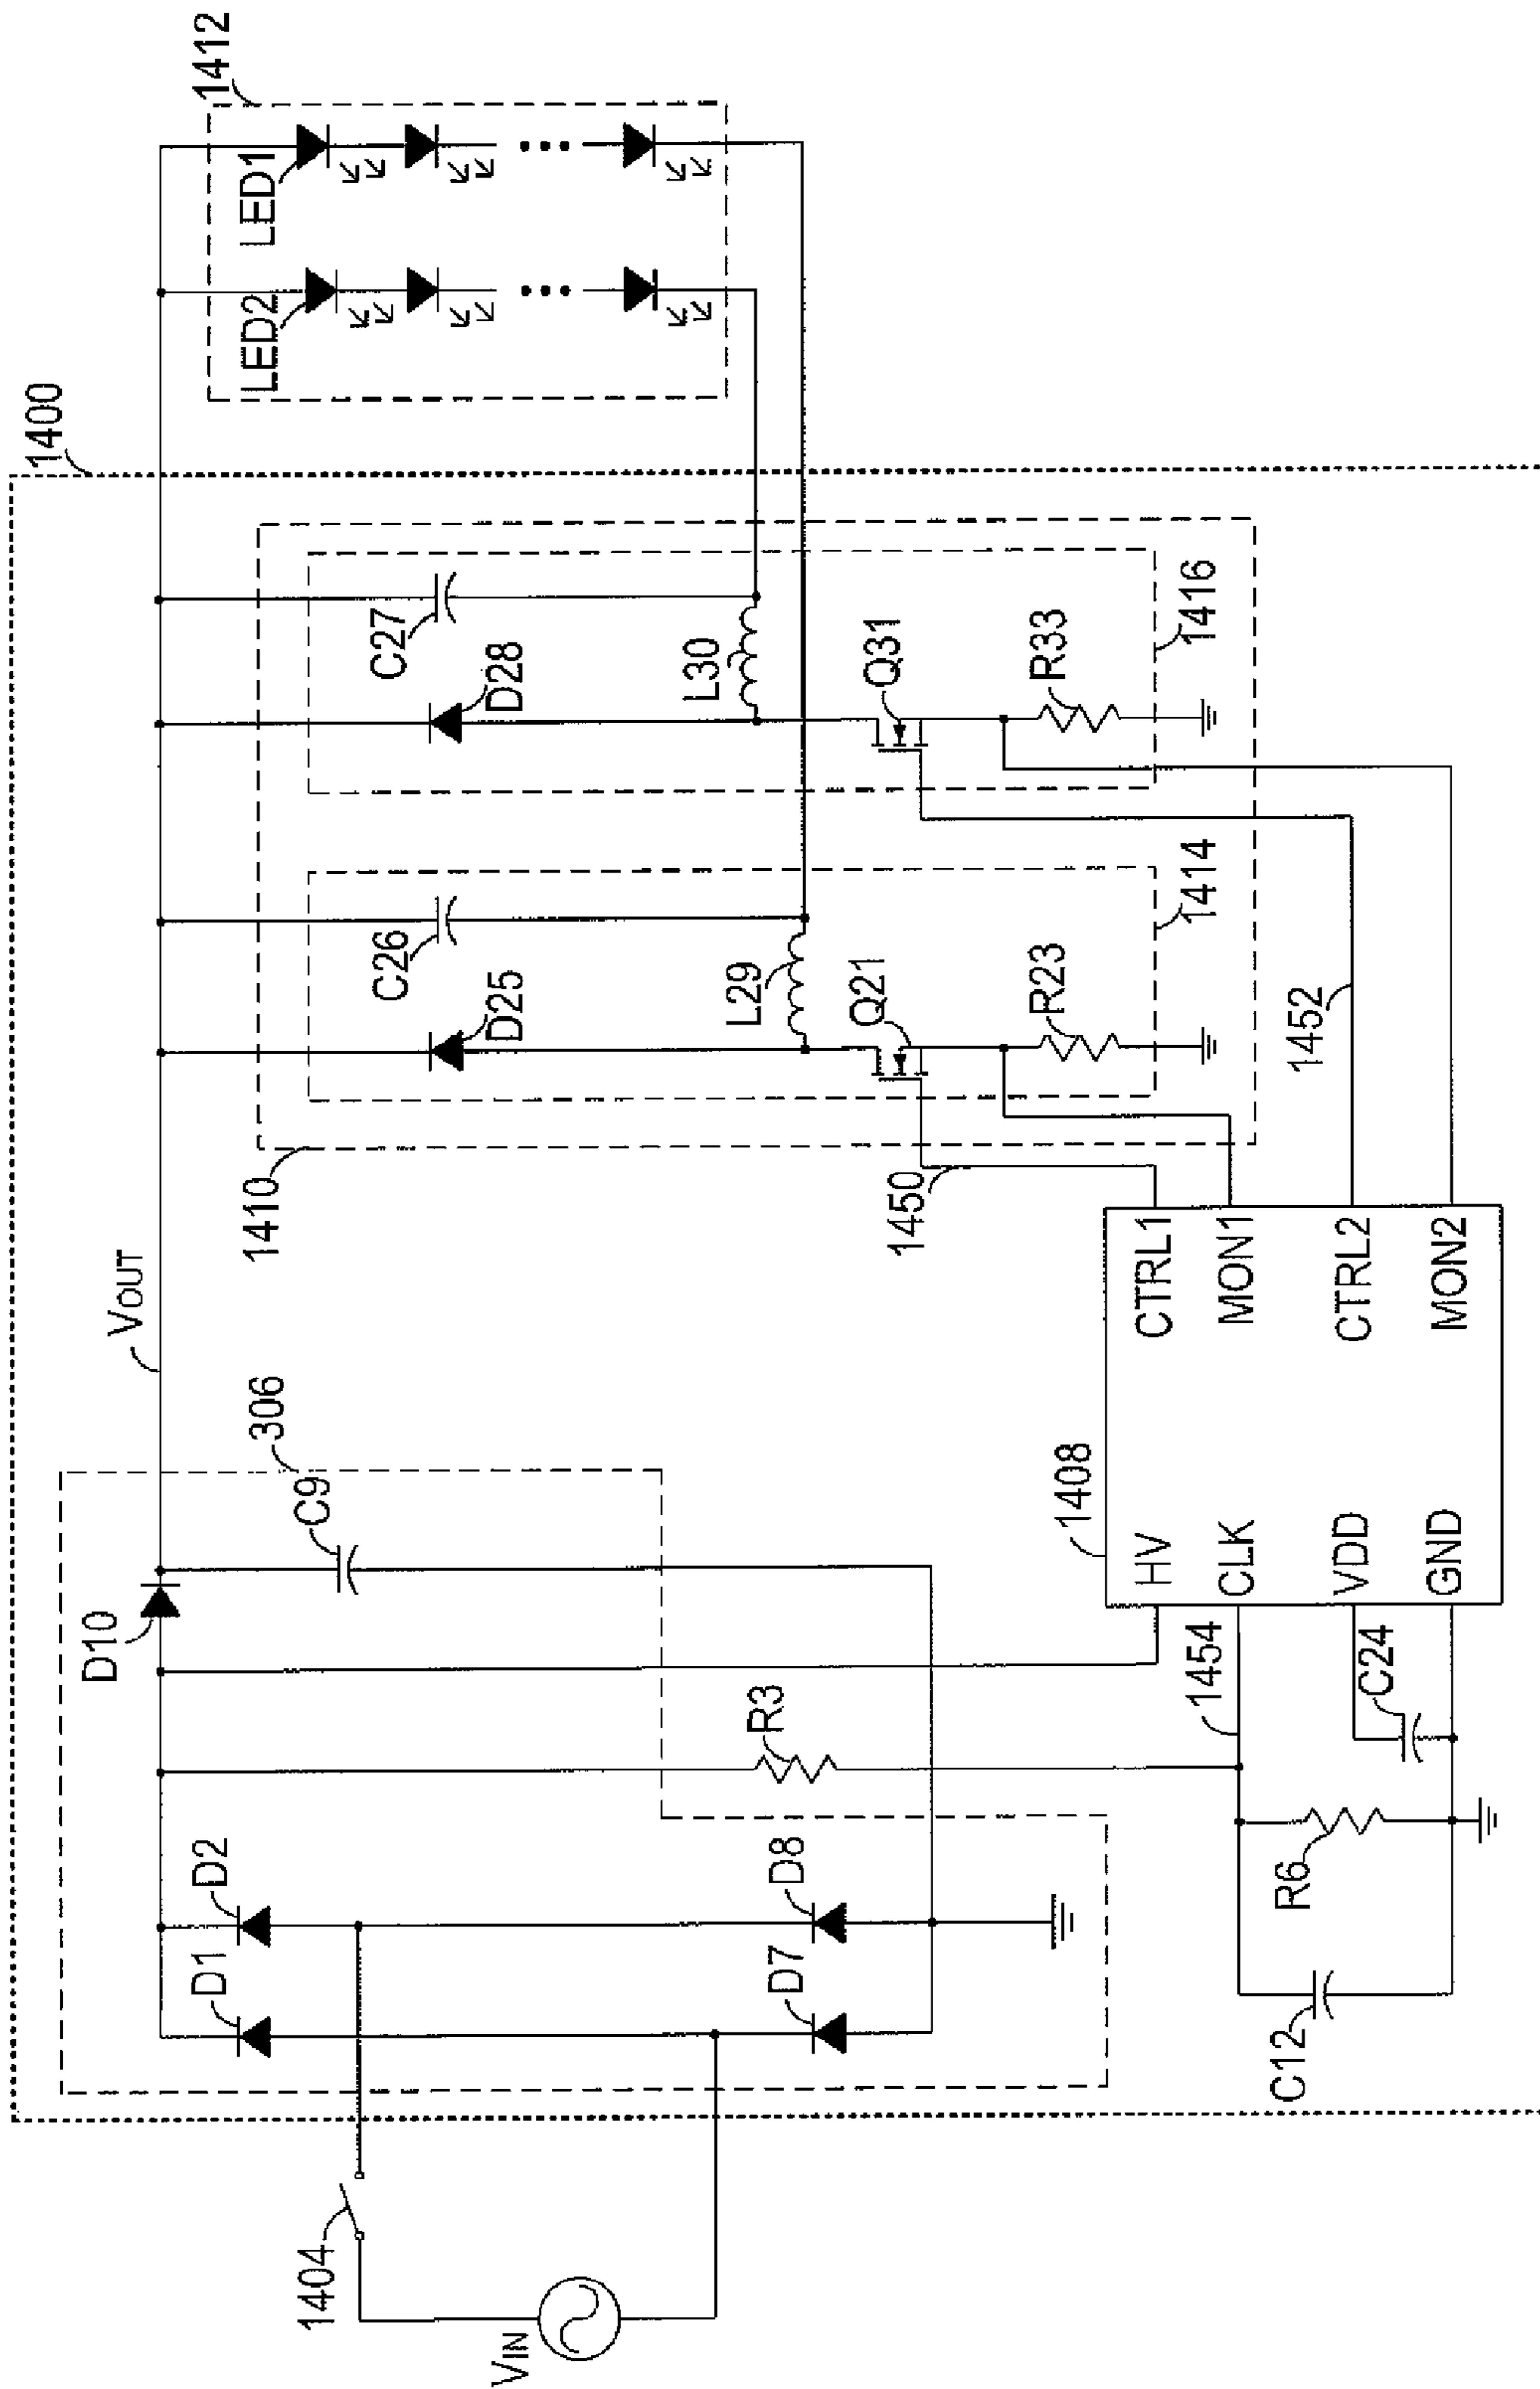 1400
1412
LED1
LED2
VOUT
306
D10
C9
D2
D1
D8
D7
R3
1404
VIN
1410
D25
C26
L29
Q21
R23
1414
D28
C27
L30
Q31
R33
1416
1450
1452
1408
HV
CLK
VDD
GND
CTRL1
MON1
CTRL2
MON2
1454
C24
R6
C12